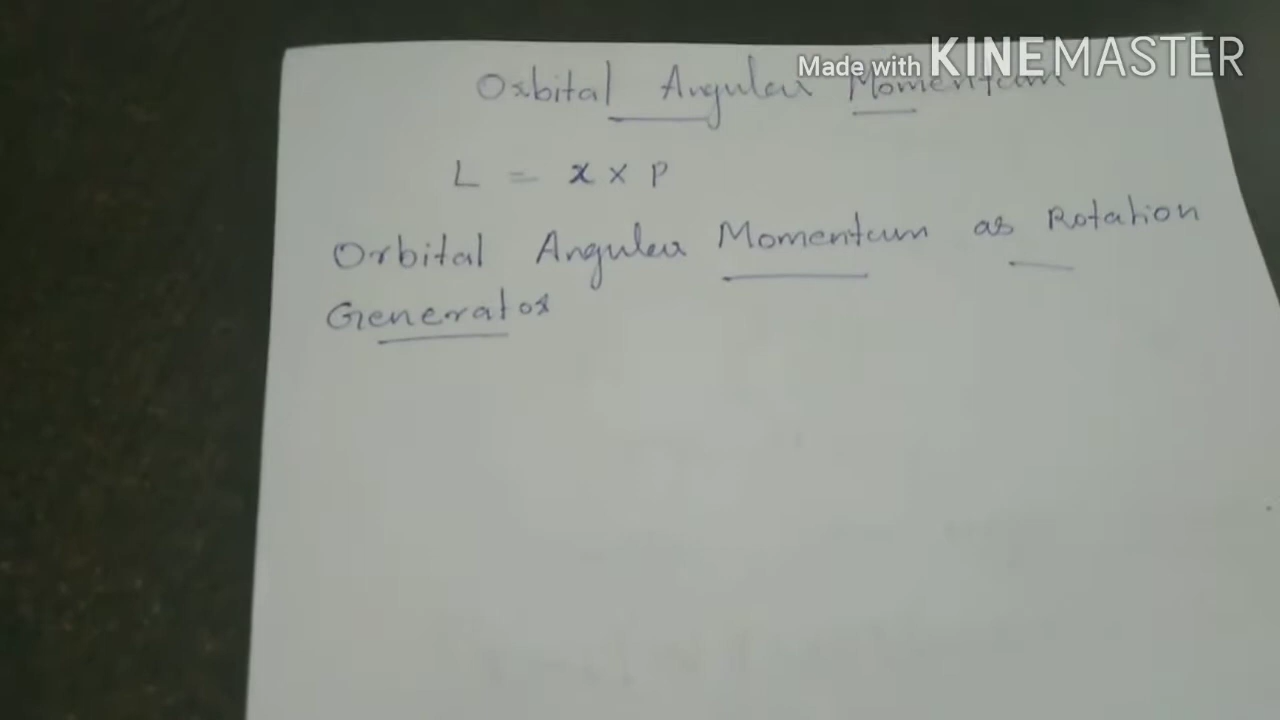 Made with KINEMASTER
Orbital Angular Momentum
L = x × p
Orbital Angular Momentum as Rotation
Generator